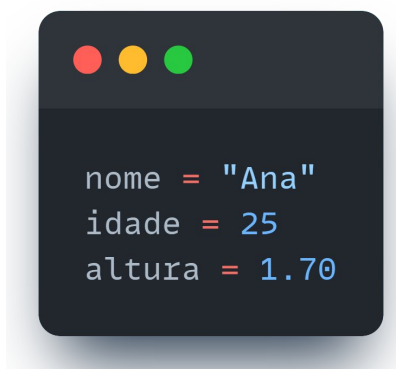 nome = "Ana"
idade = 25
altura = 1.70